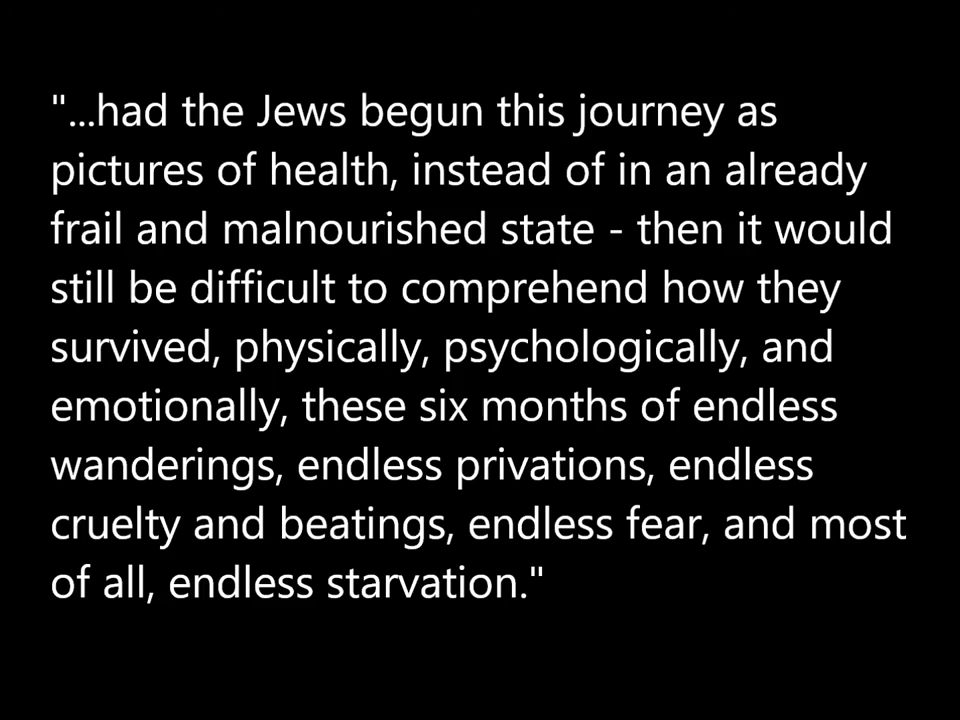 "...had the Jews begun this journey as
pictures of health, instead of in an already
frail and malnourished state - then it would
still be difficult to comprehend how they
survived, physically, psychologically, and
emotionally, these six months of endless
wanderings, endless privations, endless
cruelty and beatings, endless fear, and most
of all, endless starvation."